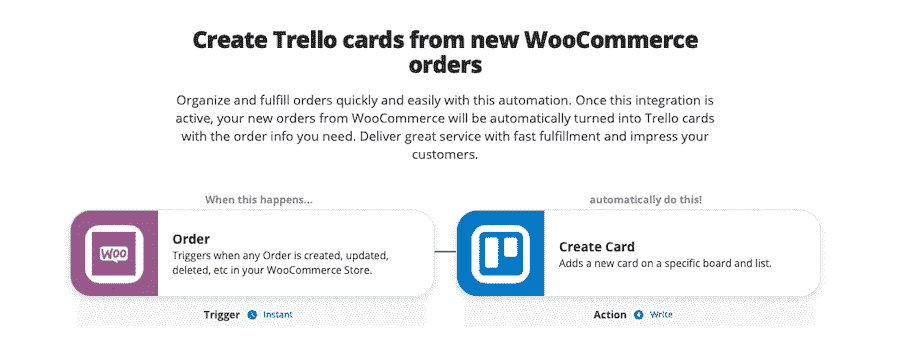 Create Trello cards from new WooCommerce
orders
Organize and fulfill orders quickly and easily with this automation. Once this integration is
active, your new orders from WooCommerce will be automatically turned into Trello cards
with the order info you need. Deliver great service with fast fulfillment and impress your
customers.
When this happens...
automatically do this!
Woo
Order
Triggers when any Order is created, updated,
deleted, etc in your WooCommerce Store.
Create Card
Adds a new card on a specific board and list.
Trigger Instant
Action Write